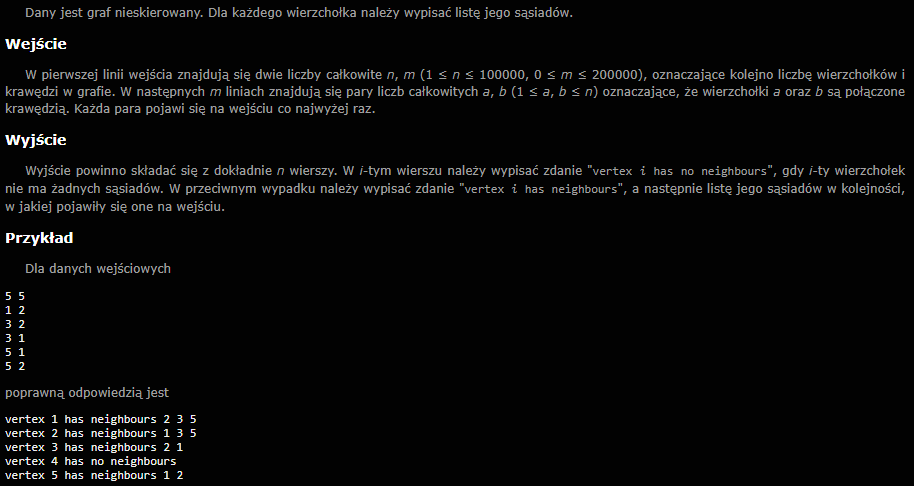 Dany jest graf nieskierowany. Dla każdego wierzchołka należy wypisać listę jego sąsiadów.
Wejście
W pierwszej linii wejścia znajdują się dwie liczby całkowite n, m (1 ≤ n ≤ 100000, 0 ≤ m ≤ 200000), oznaczające kolejno liczbę wierzchołków i
krawędzi w grafie. W następnych m liniach znajdują się pary liczb całkowitych a, b (1 ≤ a, b ≤ n) oznaczające, że wierzchołki a oraz b są połączone
krawędzią. Każda para pojawi się na wejściu co najwyżej raz.
Wyjście
Wyjście powinno składać się z dokładnie n wierszy. W i-tym wierszu należy wypisać zdanie "vertex i has no neighbours", gdy i-ty wierzchołek
nie ma żadnych sąsiadów. W przeciwnym wypadku należy wypisać zdanie "vertex i has neighbours", a następnie listę jego sąsiadów w kolejności,
w jakiej pojawiły się one na wejściu.
Przykład
Dla danych wejściowych
5 5
1 2
3 2
3 1
5 1
5 2
poprawną odpowiedzią jest
vertex 1 has neighbours 2 3 5
vertex 2 has neighbours 1 3 5
vertex 3 has neighbours 2 1
vertex 4 has no neighbours
vertex 5 has neighbours 1 2